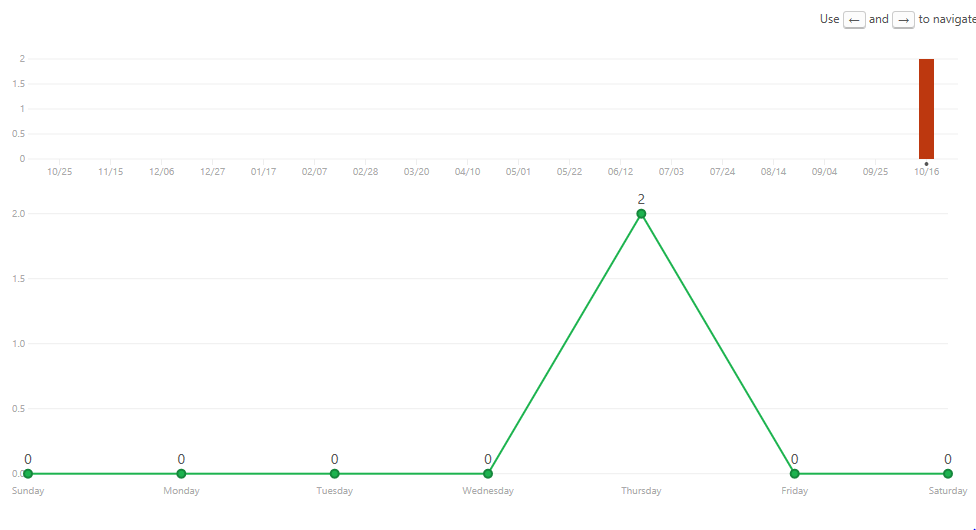 Use ← and → to navigate
2
1.5
1
0.5
0
10/25 11/15 12/06 12/27 01/17 02/07 02/28 03/20 04/10 05/01 05/22 06/12 07/03 07/24 08/14 09/04 09/25 10/16
2
2.0
1.5
1.0
0.5
0 0 0 0 0 0
0.0
Sunday Monday Tuesday Wednesday Thursday Friday Saturday